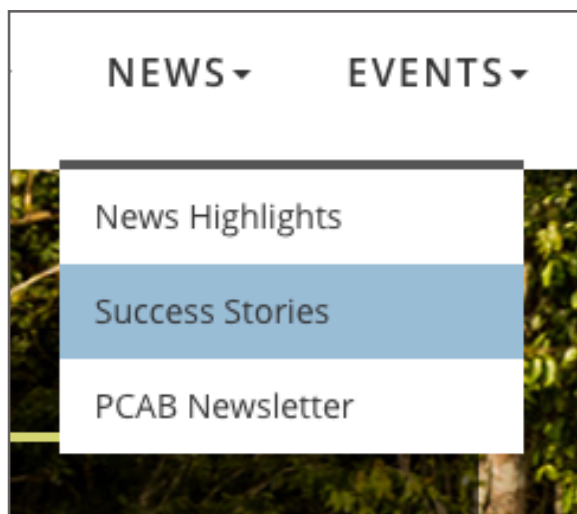 NEWS EVENTS
News Highlights
Success Stories
PCAB Newsletter